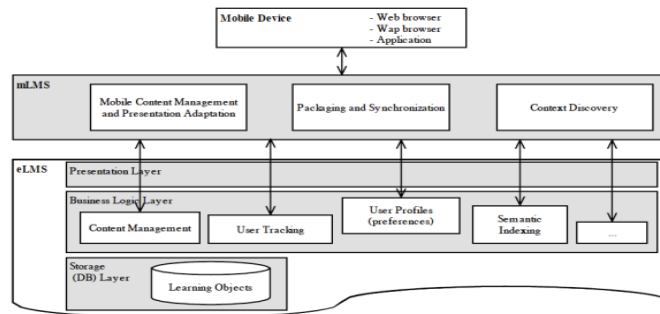 Mobile Device
- Web browser
- Wap browser
- Application
mLMS
Mobile Content Management
and Presentation Adaptation
Packaging and Synchronization
Context Discovery
eLMS
Presentation Layer
Business Logic Layer
Content Management
User Tracking
User Profiles
(preferences)
Semantic
Indexing
...
Storage
(DB) Layer
Learning Objects